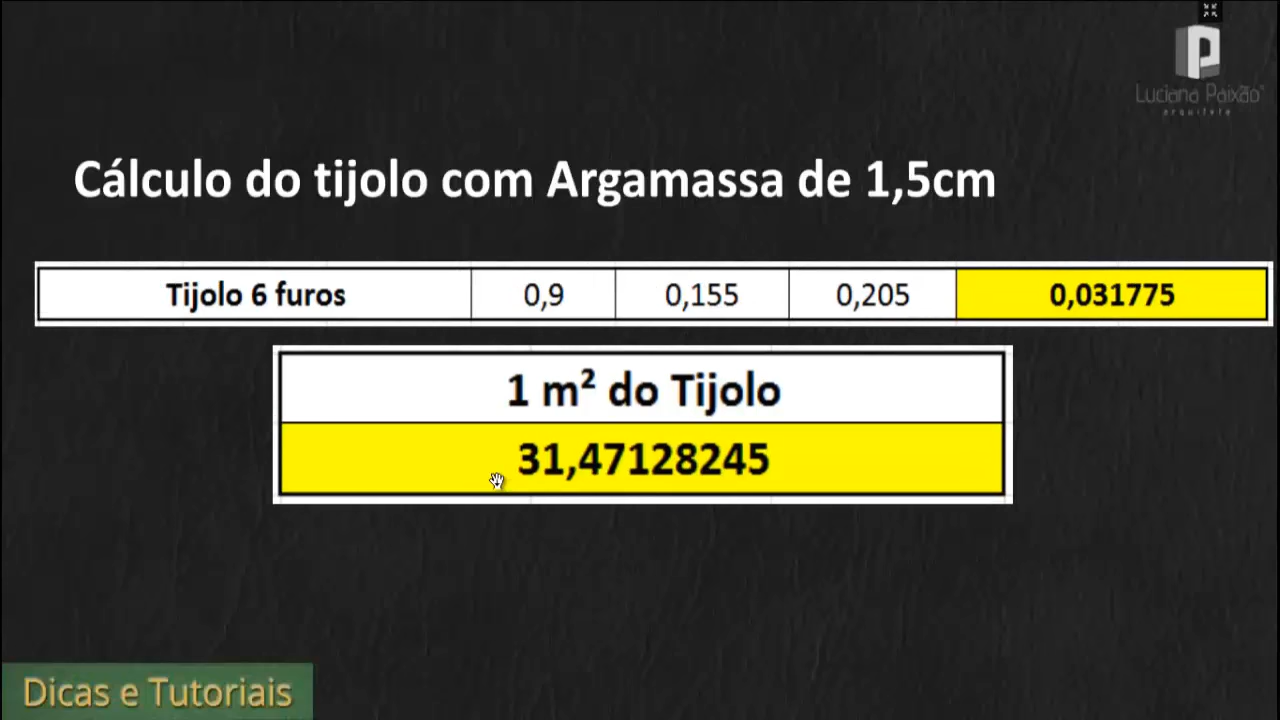 Luciana Paixão
arquiteta
Cálculo do tijolo com Argamassa de 1,5cm
Tijolo 6 furos 0,9 0,155 0,205 0,031775
1 m² do Tijolo
31,47128245
Dicas e Tutoriais